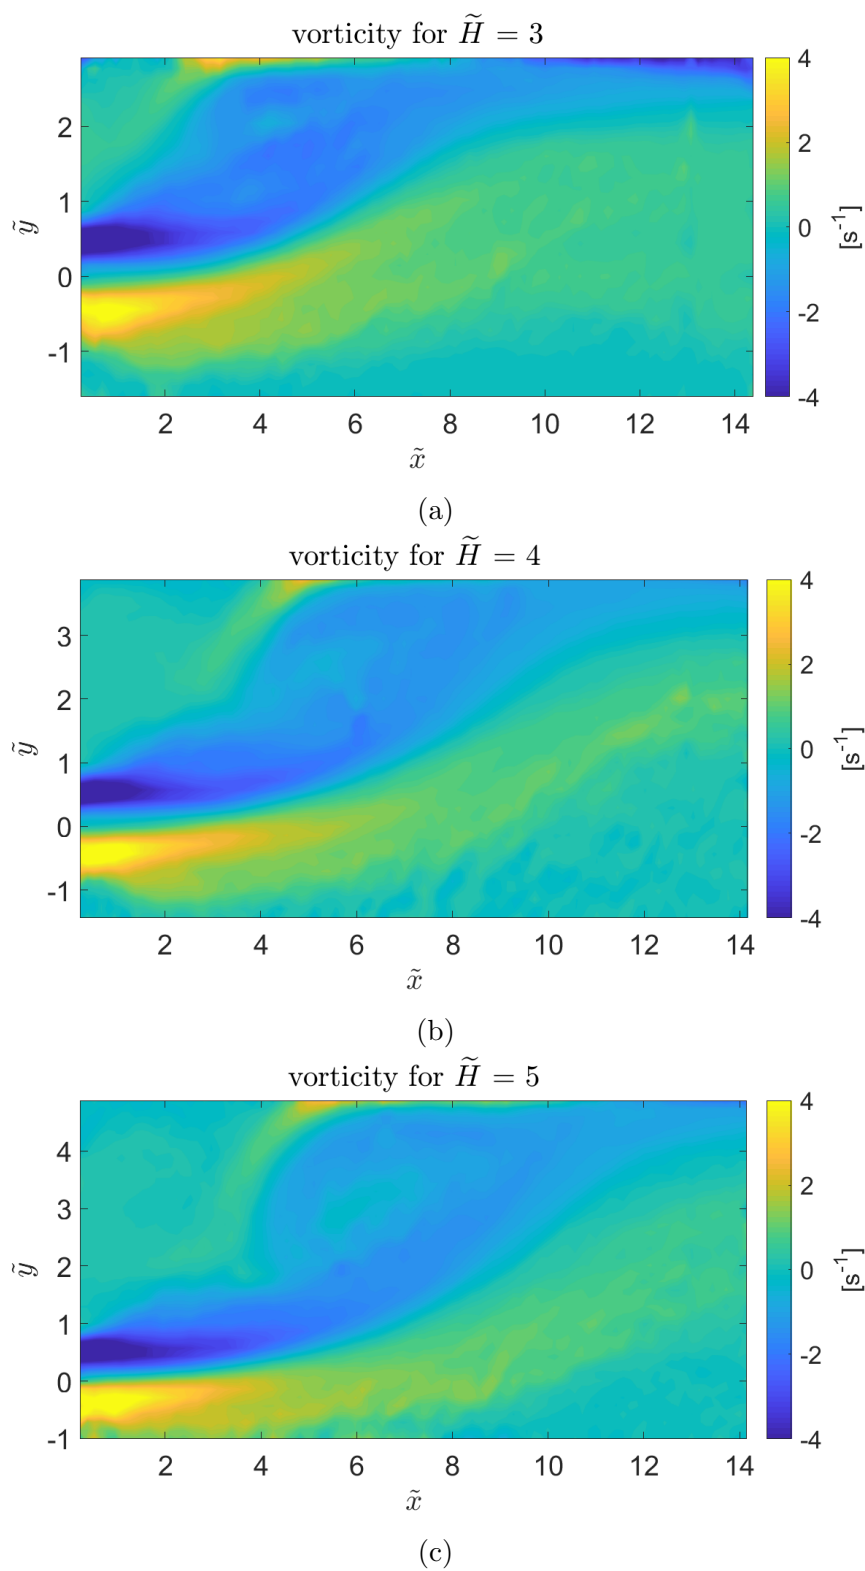 vorticity for H̃ = 3
4
2
0
-2
-4
[s⁻¹]
2
1
0
-1
ỹ
2 4 6 8 10 12 14
x̃
(a)
vorticity for H̃ = 4
4
2
0
-2
-4
[s⁻¹]
3
2
1
0
-1
ỹ
2 4 6 8 10 12 14
x̃
(b)
vorticity for H̃ = 5
4
2
0
-2
-4
[s⁻¹]
4
3
2
1
0
-1
ỹ
2 4 6 8 10 12 14
x̃
(c)